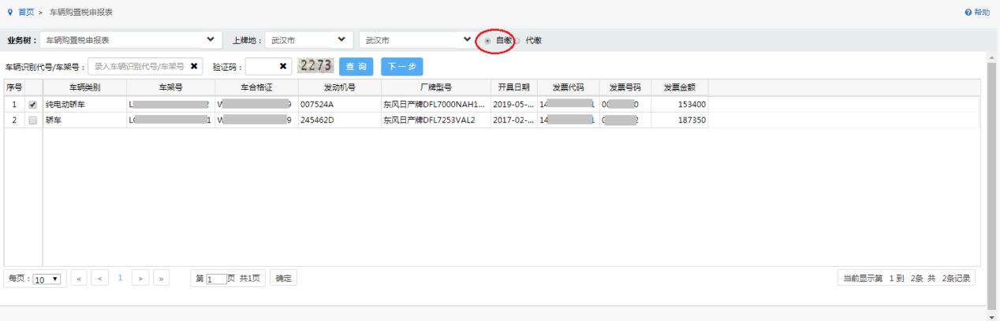 首页 > 车辆购置税申报表 帮助
业务树: 车辆购置税申报表 上牌地: 武汉市 武汉市 自缴 代缴
车辆识别代号/车架号: 录入车辆识别代号/车架号 ✖ 验证码: ✖ 2273 查 询 下一步
序号 车辆类别 车架号 车合格证 发动机号 厂牌型号 开具日期 发票代码 发票号码 发票金额
1 纯电动轿车 L 2 W 9 007524A 东风日产牌DFL7000NAH1... 2019-05-... 14 1 00 0 153400
2 轿车 L 1 W 9 245462D 东风日产牌DFL7253VAL2 2017-02-... 14 1 187350
每页: 10 « < 1 > » 第 1 页 共1页 确定 当前显示第 1 到 2条 共 2条记录